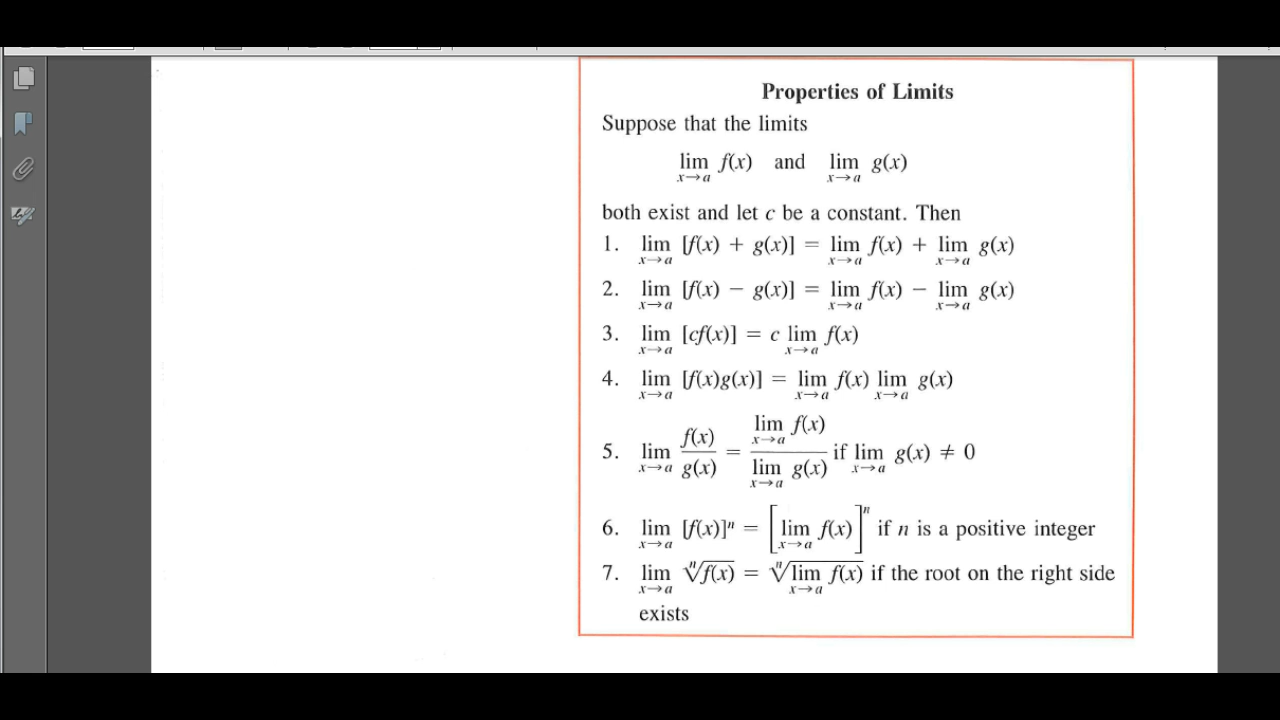 Properties of Limits
Suppose that the limits
lim f(x) and lim g(x)
x→a x→a
both exist and let c be a constant. Then
1. lim [f(x) + g(x)] = lim f(x) + lim g(x)
x→a x→a x→a
2. lim [f(x) − g(x)] = lim f(x) − lim g(x)
x→a x→a x→a
3. lim [cf(x)] = c lim f(x)
x→a x→a
4. lim [f(x)g(x)] = lim f(x) lim g(x)
x→a x→a x→a
5. lim f(x)/g(x) = lim f(x) / lim g(x) if lim g(x) ≠ 0
x→a x→a x→a x→a
6. lim [f(x)]ⁿ = [lim f(x)]ⁿ if n is a positive integer
x→a x→a
7. lim ⁿ√f(x) = ⁿ√lim f(x) if the root on the right side
x→a x→a
exists